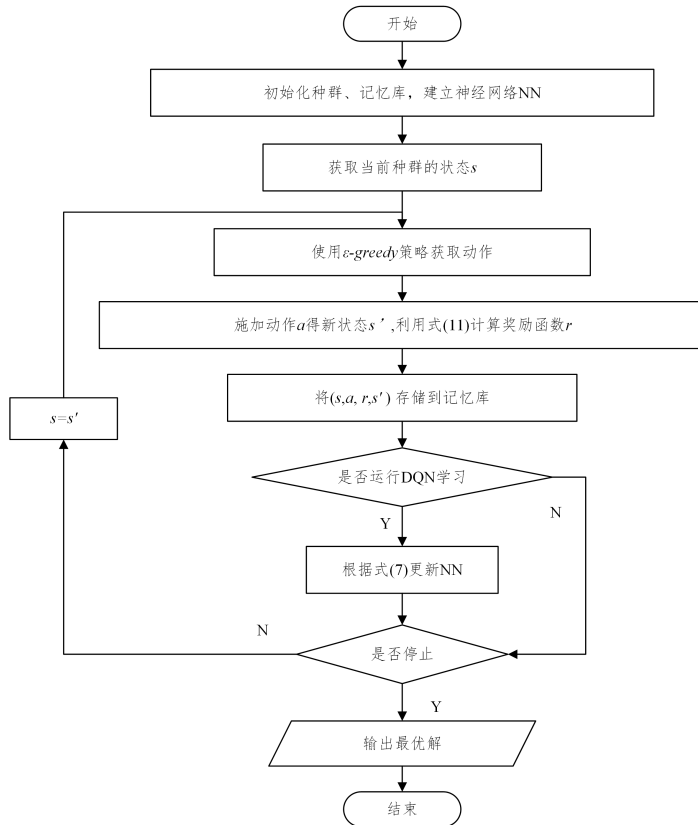 开始
初始化种群、记忆库，建立神经网络NN
获取当前种群的状态s
使用ε-greedy策略获取动作
施加动作a得新状态s’,利用式(11)计算奖励函数r
将(s,a, r,s′) 存储到记忆库
s=s′
是否运行DQN学习
Y
N
根据式(7)更新NN
N
是否停止
Y
输出最优解
结束